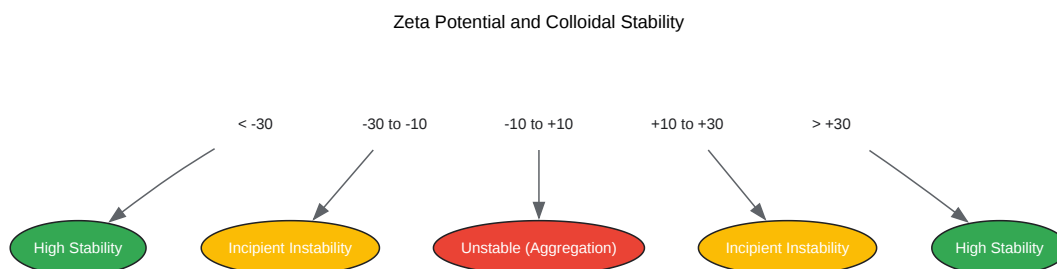 Zeta Potential and Colloidal Stability
< -30
-30 to -10
-10 to +10
+10 to +30
> +30
High Stability
Incipient Instability
Unstable (Aggregation)
Incipient Instability
High Stability